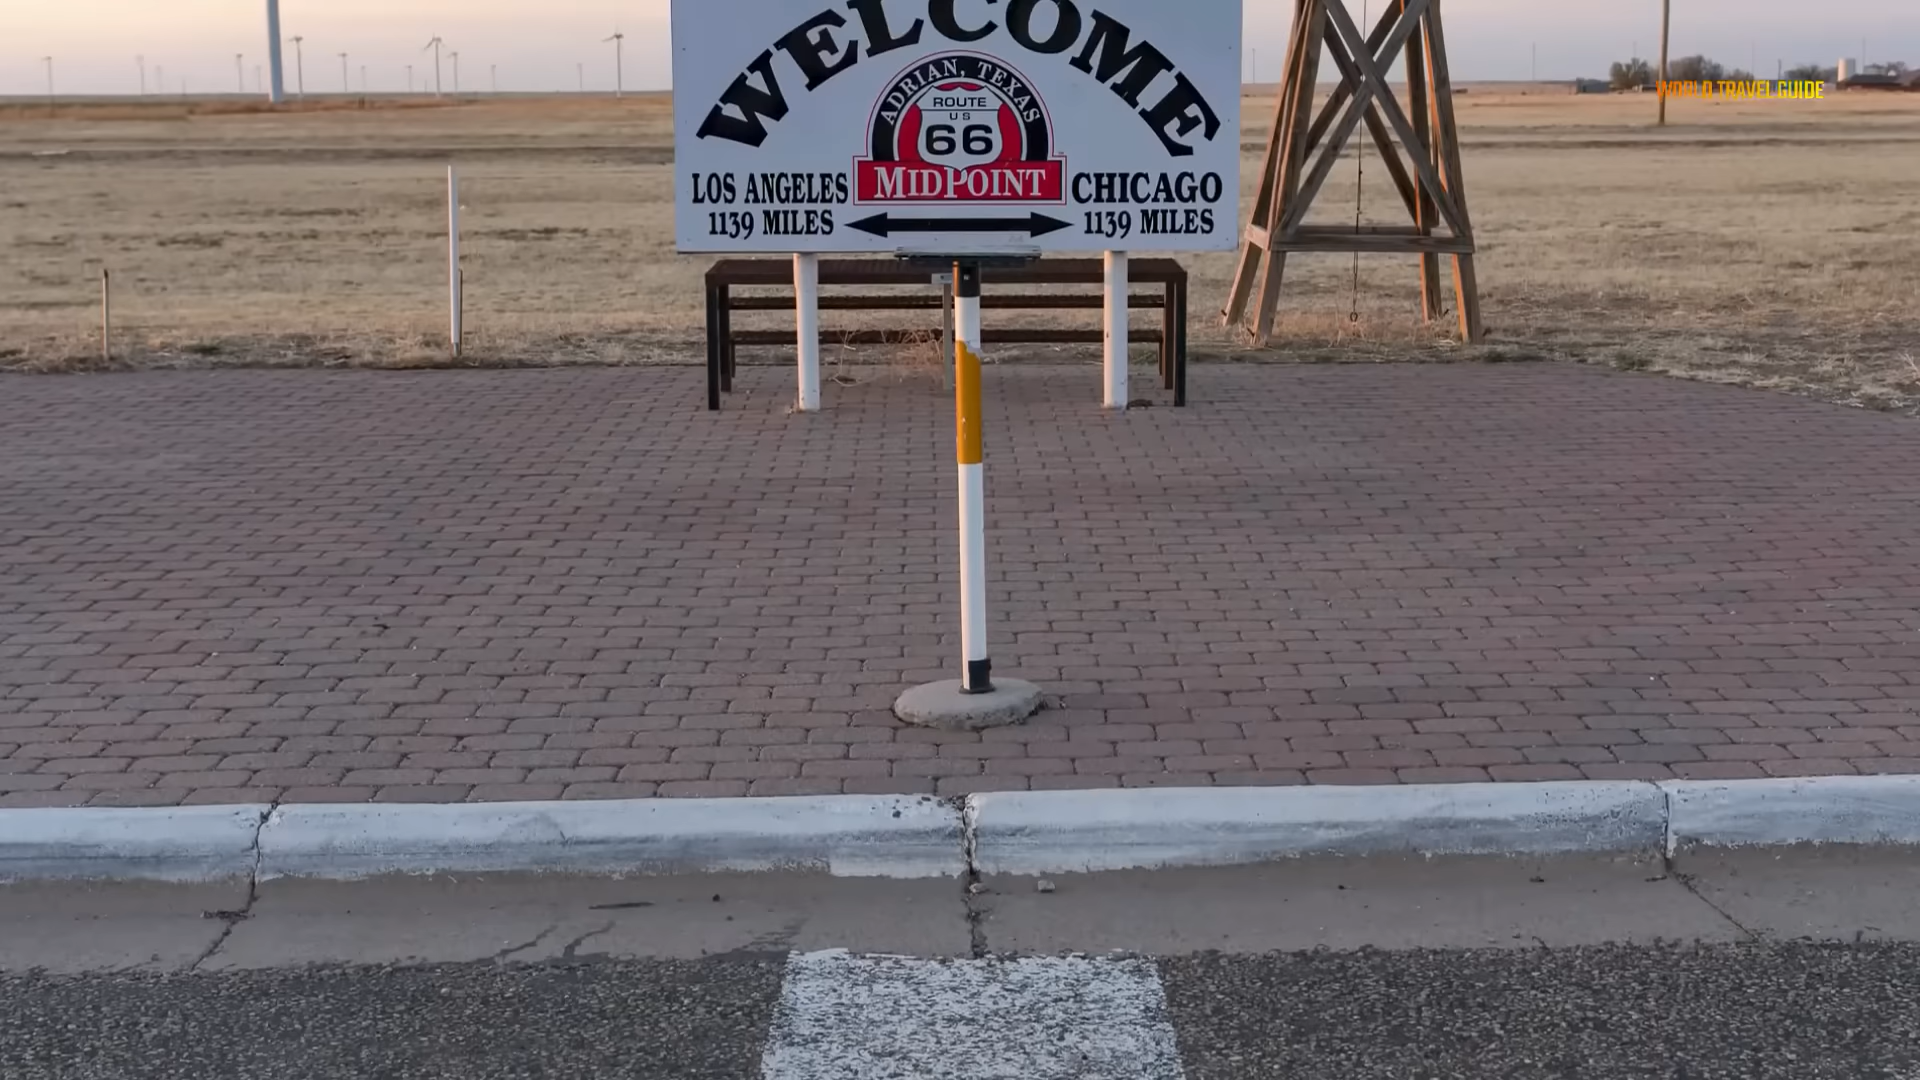 WELCOME
ADRIAN, TEXAS
ROUTE
US
66
MIDPOINT
LOS ANGELES
1139 MILES
CHICAGO
1139 MILES
WORLD TRAVEL GUIDE